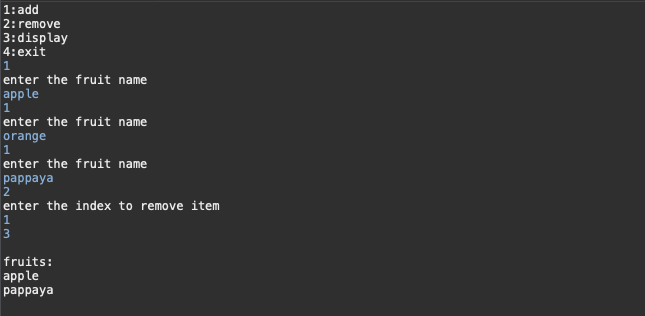 1:add
2:remove
3:display
4:exit
1
enter the fruit name
apple
1
enter the fruit name
orange
1
enter the fruit name
pappaya
2
enter the index to remove item
1
3

fruits:
apple
pappaya